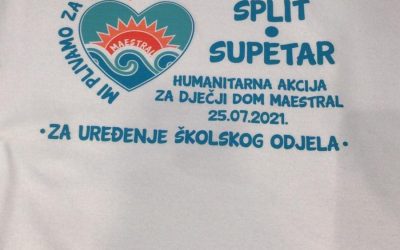 MI PLIVAMO ZA
MAESTRAL
SPLIT
•
SUPETAR
HUMANITARNA AKCIJA
ZA DJEČJI DOM MAESTRAL
25.07.2021.
• ZA UREĐENJE ŠKOLSKOG ODJELA •